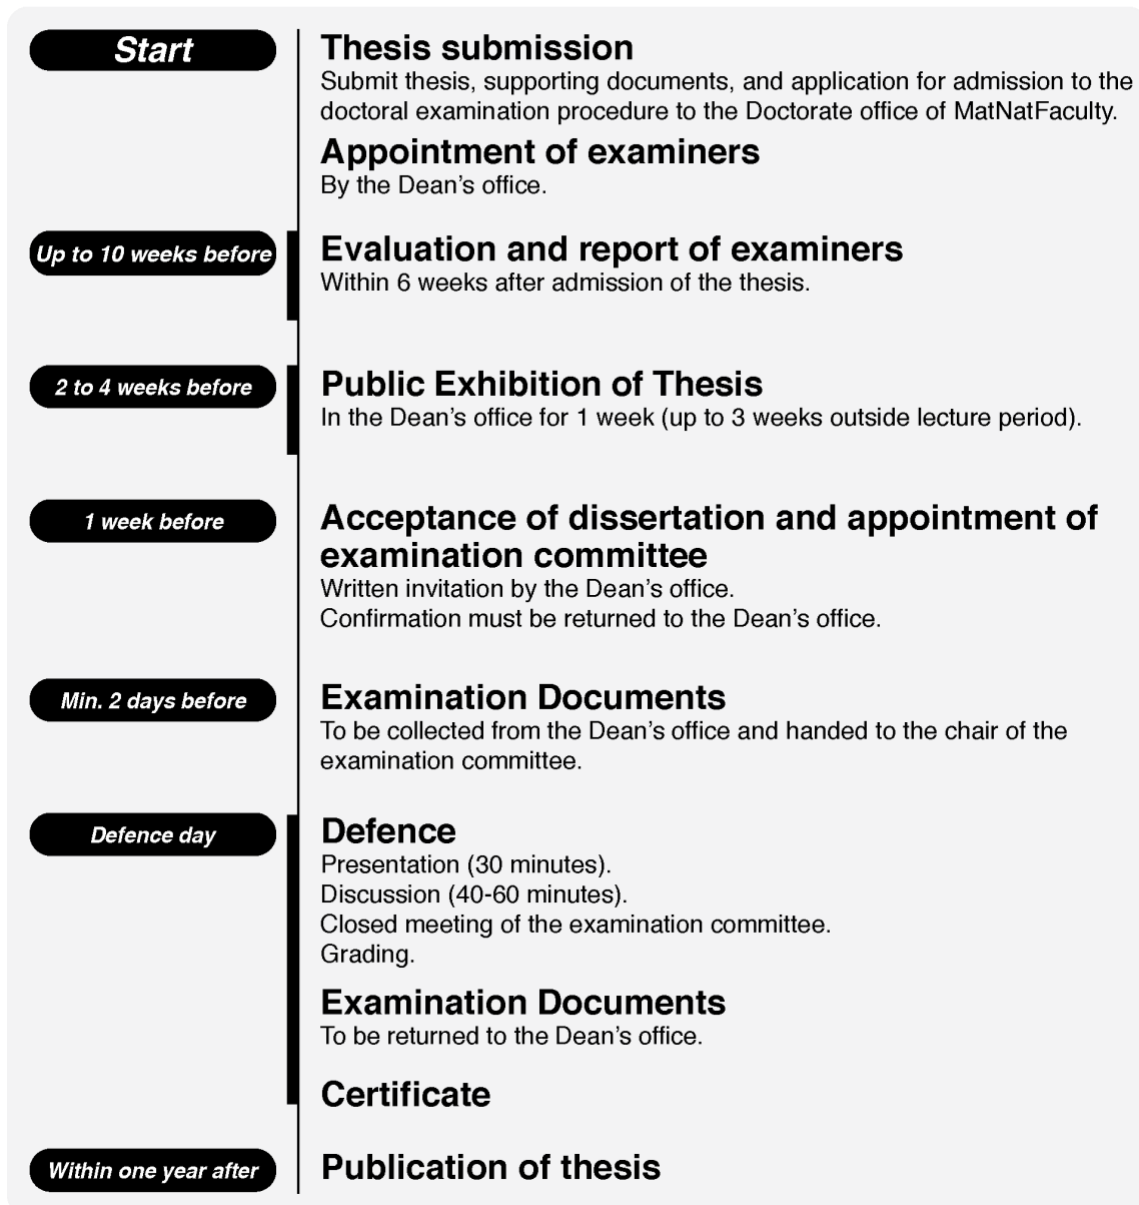 Start
Thesis submission
Submit thesis, supporting documents, and application for admission to the
doctoral examination procedure to the Doctorate office of MatNatFaculty.
Appointment of examiners
By the Dean’s office.
Up to 10 weeks before
Evaluation and report of examiners
Within 6 weeks after admission of the thesis.
2 to 4 weeks before
Public Exhibition of Thesis
In the Dean’s office for 1 week (up to 3 weeks outside lecture period).
1 week before
Acceptance of dissertation and appointment of
examination committee
Written invitation by the Dean’s office.
Confirmation must be returned to the Dean’s office.
Min. 2 days before
Examination Documents
To be collected from the Dean’s office and handed to the chair of the
examination committee.
Defence day
Defence
Presentation (30 minutes).
Discussion (40-60 minutes).
Closed meeting of the examination committee.
Grading.
Examination Documents
To be returned to the Dean’s office.
Certificate
Within one year after
Publication of thesis